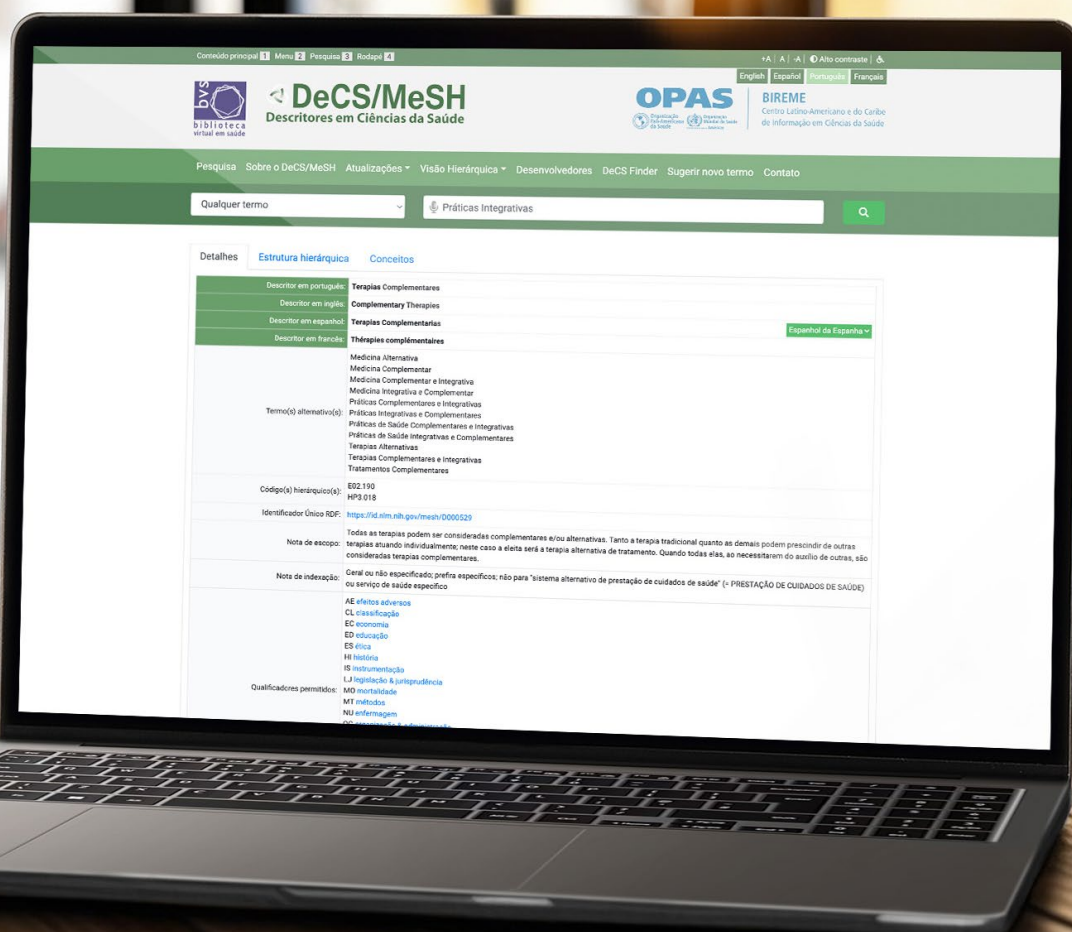 Conteúdo principal 1 Menu 2 Pesquisa 3 Rodapé 4
+A | A | -A | Alto contraste |
English Español Português Français
bvs
biblioteca
virtual em saúde
DeCS/MeSH
Descritores em Ciências da Saúde
OPAS
Organização
Pan-Americana
da Saúde
Organização
Mundial da Saúde
BIREME
Centro Latino-Americano e do Caribe
de Informação em Ciências da Saúde
Pesquisa Sobre o DeCS/MeSH Atualizações Visão Hierárquica Desenvolvedores DeCS Finder Sugerir novo termo Contato
Qualquer termo
Práticas Integrativas
Detalhes Estrutura hierárquica Conceitos
Descritor em português: Terapias Complementares
Descritor em inglês: Complementary Therapies
Descritor em espanhol: Terapias Complementarias
Espanhol da Espanha
Descritor em francês: Thérapies complémentaires
Termo(s) alternativo(s):
Medicina Alternativa
Medicina Complementar
Medicina Complementar e Integrativa
Medicina Integrativa e Complementar
Práticas Complementares e Integrativas
Práticas Integrativas e Complementares
Práticas de Saúde Complementares e Integrativas
Práticas de Saúde Integrativas e Complementares
Terapias Alternativas
Terapias Complementares e Integrativas
Tratamentos Complementares
Código(s) hierárquico(s):
E02.190
HP3.018
Identificador Único RDF: https://id.nlm.nih.gov/mesh/D000529
Nota de escopo:
Todas as terapias podem ser consideradas complementares e/ou alternativas. Tanto a terapia tradicional quanto as demais podem prescindir de outras
terapias atuando individualmente; neste caso a eleita será a terapia alternativa de tratamento. Quando todas elas, ao necessitarem do auxílio de outras, são
consideradas terapias complementares.
Nota de indexação:
Geral ou não especificado; prefira específicos; não para "sistema alternativo de prestação de cuidados de saúde" (= PRESTAÇÃO DE CUIDADOS DE SAÚDE)
ou serviço de saúde específico
Qualificadores permitidos:
AE efeitos adversos
CL classificação
EC economia
ED educação
ES ética
HI história
IS instrumentação
LJ legislação & jurisprudência
MO mortalidade
MT métodos
NU enfermagem
OG organização & administração